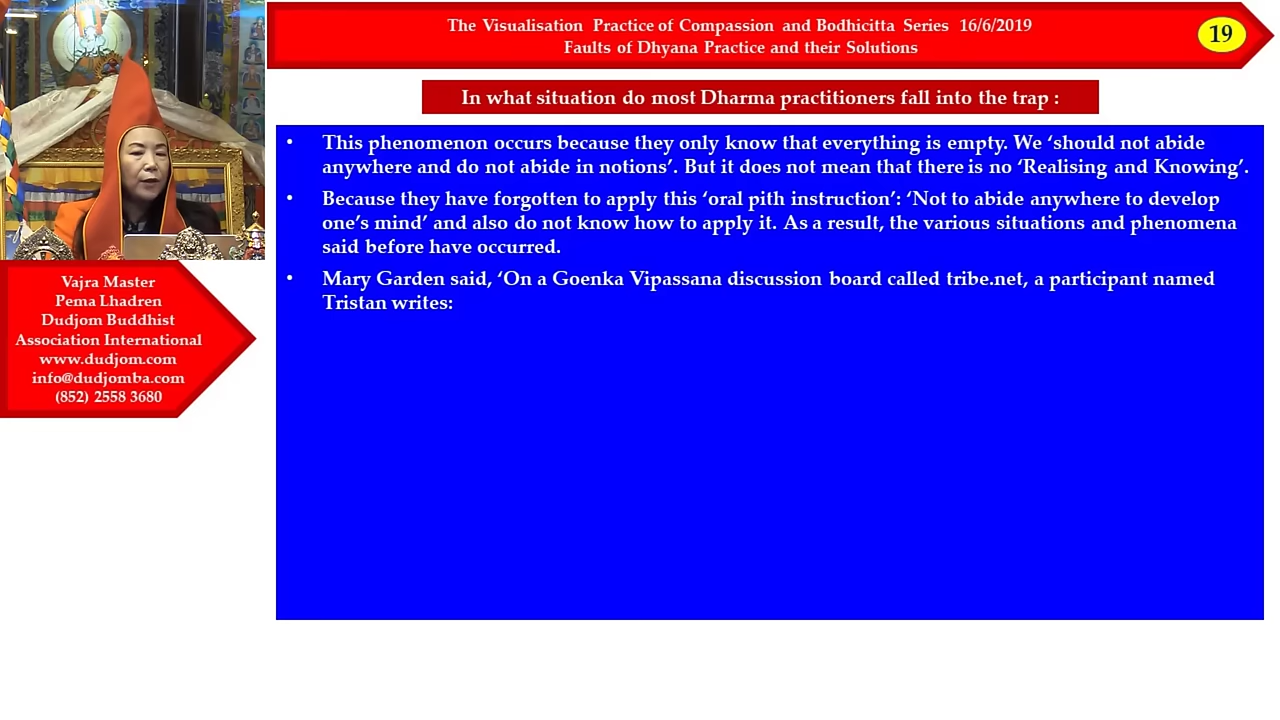 The Visualisation Practice of Compassion and Bodhicitta Series 16/6/2019
Faults of Dhyana Practice and their Solutions
19
In what situation do most Dharma practitioners fall into the trap :
• This phenomenon occurs because they only know that everything is empty. We ‘should not abide
anywhere and do not abide in notions’. But it does not mean that there is no ‘Realising and Knowing’.
• Because they have forgotten to apply this ‘oral pith instruction’: ‘Not to abide anywhere to develop
one’s mind’ and also do not know how to apply it. As a result, the various situations and phenomena
said before have occurred.
• Mary Garden said, ‘On a Goenka Vipassana discussion board called tribe.net, a participant named
Tristan writes:
Vajra Master
Pema Lhadren
Dudjom Buddhist
Association International
www.dudjom.com
info@dudjomba.com
(852) 2558 3680